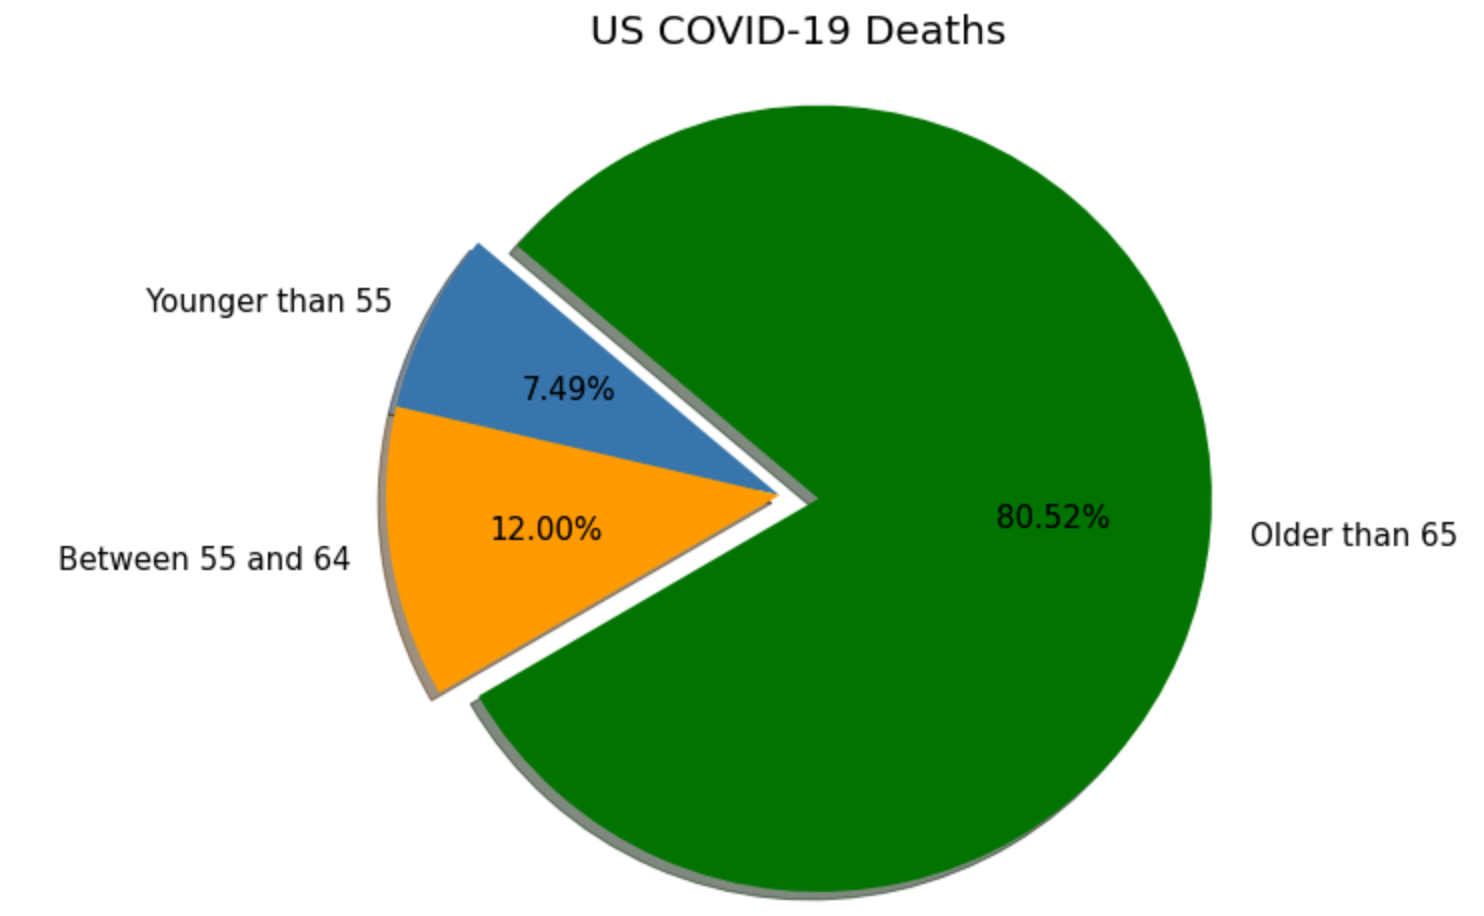 US COVID-19 Deaths
Younger than 55
7.49%
12.00%
80.52%
Older than 65
Between 55 and 64